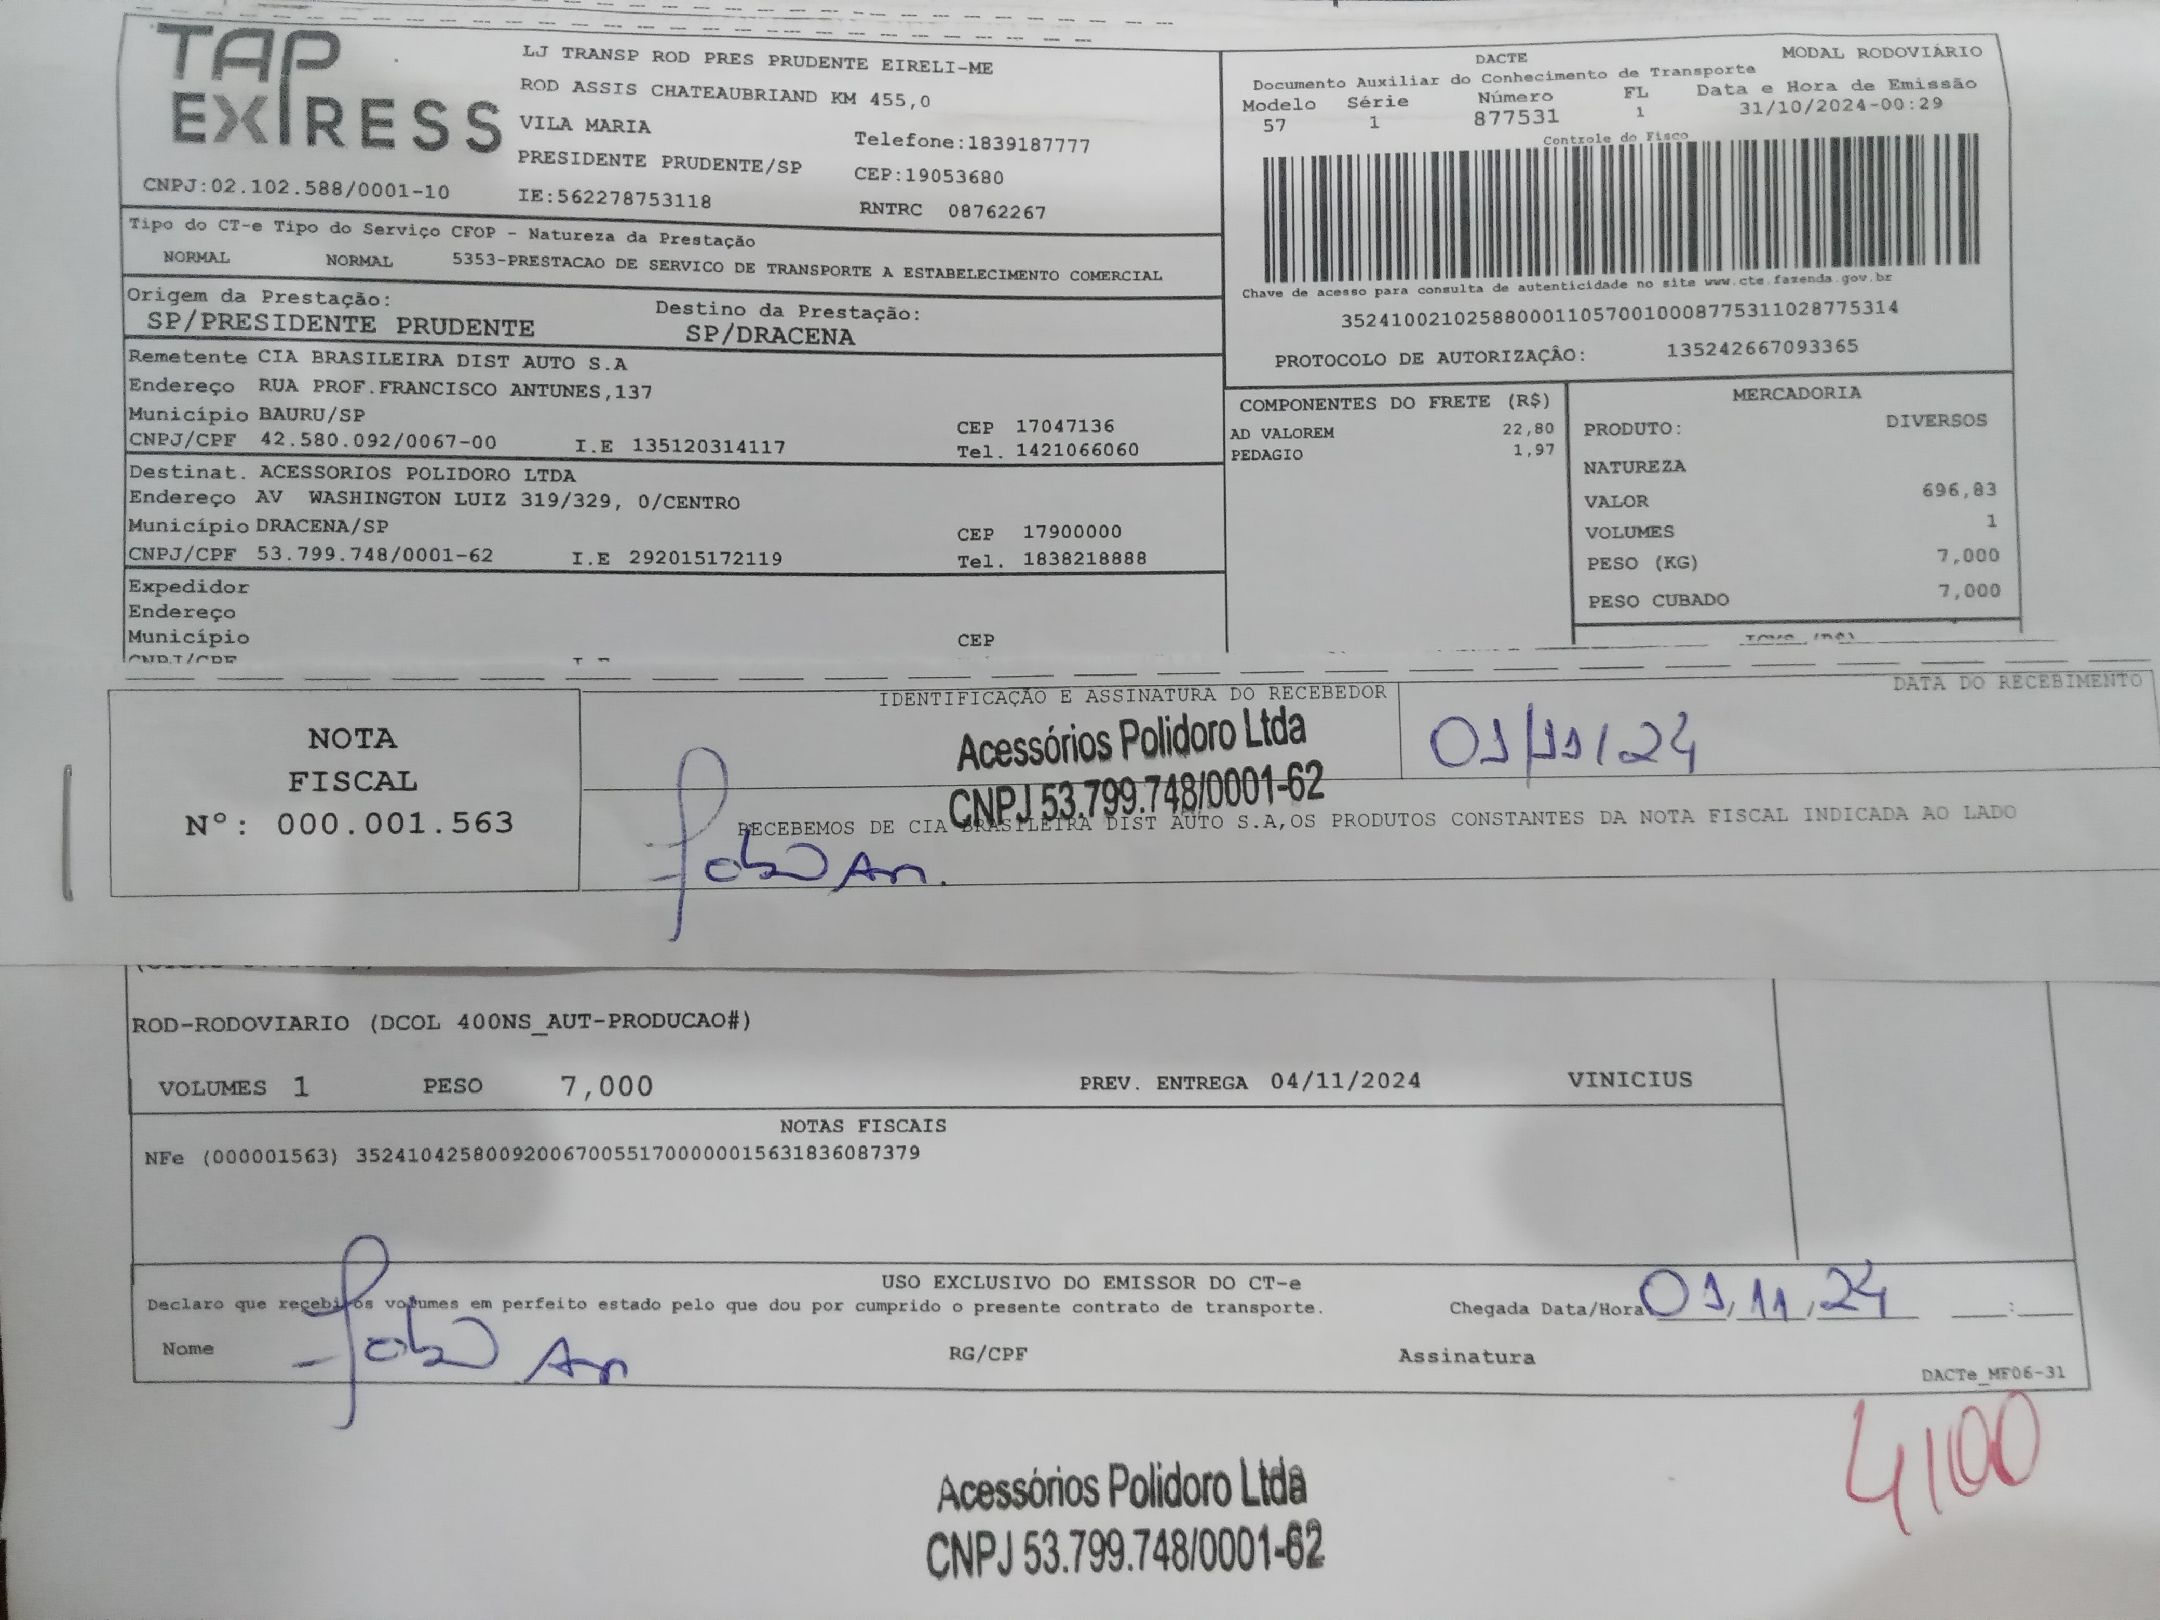 TAP
EXPRESS
CNPJ:02.102.588/0001-10
LJ TRANSP ROD PRES PRUDENTE EIRELI-ME
ROD ASSIS CHATEAUBRIAND KM 455,0
VILA MARIA
Telefone:1839187777
PRESIDENTE PRUDENTE/SP
CEP:19053680
IE:562278753118
RNTRC 08762267
DACTE
MODAL RODOVIÁRIO
Documento Auxiliar do Conhecimento de Transporte
Modelo Série Número FL Data e Hora de Emissão
57 1 877531 1 31/10/2024-00:29
Controle do Fisco
Chave de acesso para consulta de autenticidade no site www.cte.fazenda.gov.br
35241002102588000110570010008775311028775314
PROTOCOLO DE AUTORIZAÇÃO: 135242667093365
Tipo do CT-e Tipo do Serviço CFOP - Natureza da Prestação
NORMAL NORMAL 5353-PRESTACAO DE SERVICO DE TRANSPORTE A ESTABELECIMENTO COMERCIAL
Origem da Prestação: Destino da Prestação:
SP/PRESIDENTE PRUDENTE SP/DRACENA
Remetente CIA BRASILEIRA DIST AUTO S.A
Endereço RUA PROF.FRANCISCO ANTUNES,137
Município BAURU/SP CEP 17047136
CNPJ/CPF 42.580.092/0067-00 I.E 135120314117 Tel. 1421066060
Destinat. ACESSORIOS POLIDORO LTDA
Endereço AV WASHINGTON LUIZ 319/329, 0/CENTRO
Município DRACENA/SP CEP 17900000
CNPJ/CPF 53.799.748/0001-62 I.E 292015172119 Tel. 1838218888
Expedidor
Endereço
Município CEP
CNPJ/CPF
COMPONENTES DO FRETE (R$)
AD VALOREM 22,80
PEDAGIO 1,97
MERCADORIA
PRODUTO: DIVERSOS
NATUREZA
VALOR 696,83
VOLUMES 1
PESO (KG) 7,000
PESO CUBADO 7,000
NOTA
FISCAL
N°: 000.001.563
IDENTIFICAÇÃO E ASSINATURA DO RECEBEDOR
DATA DO RECEBIMENTO
Acessórios Polidoro Ltda
CNPJ 53.799.748/0001-62
01/11/24
RECEBEMOS DE CIA BRASILEIRA DIST AUTO S.A,OS PRODUTOS CONSTANTES DA NOTA FISCAL INDICADA AO LADO
ROD-RODOVIARIO (DCOL 400NS_AUT-PRODUCAO#)
VOLUMES 1 PESO 7,000 PREV. ENTREGA 04/11/2024 VINICIUS
NOTAS FISCAIS
NFe (000001563) 35241042580092006700551700000015631836087379
USO EXCLUSIVO DO EMISSOR DO CT-e
Declaro que recebi os volumes em perfeito estado pelo que dou por cumprido o presente contrato de transporte.
Chegada Data/Hora 01/11/24 :
Nome RG/CPF Assinatura
DACTe_MF06-31
4100
Acessórios Polidoro Ltda
CNPJ 53.799.748/0001-62